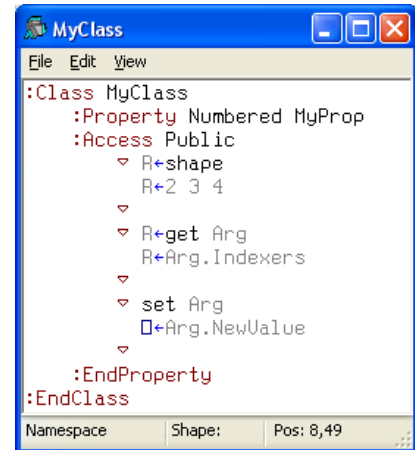 MyClass
File Edit View
:Class MyClass
:Property Numbered MyProp
:Access Public
▽ R←shape
R←2 3 4
▽
▽ R←get Arg
R←Arg.Indexers
▽
▽ set Arg
⎕←Arg.NewValue
▽
:EndProperty
:EndClass
Namespace Shape: Pos: 8,49